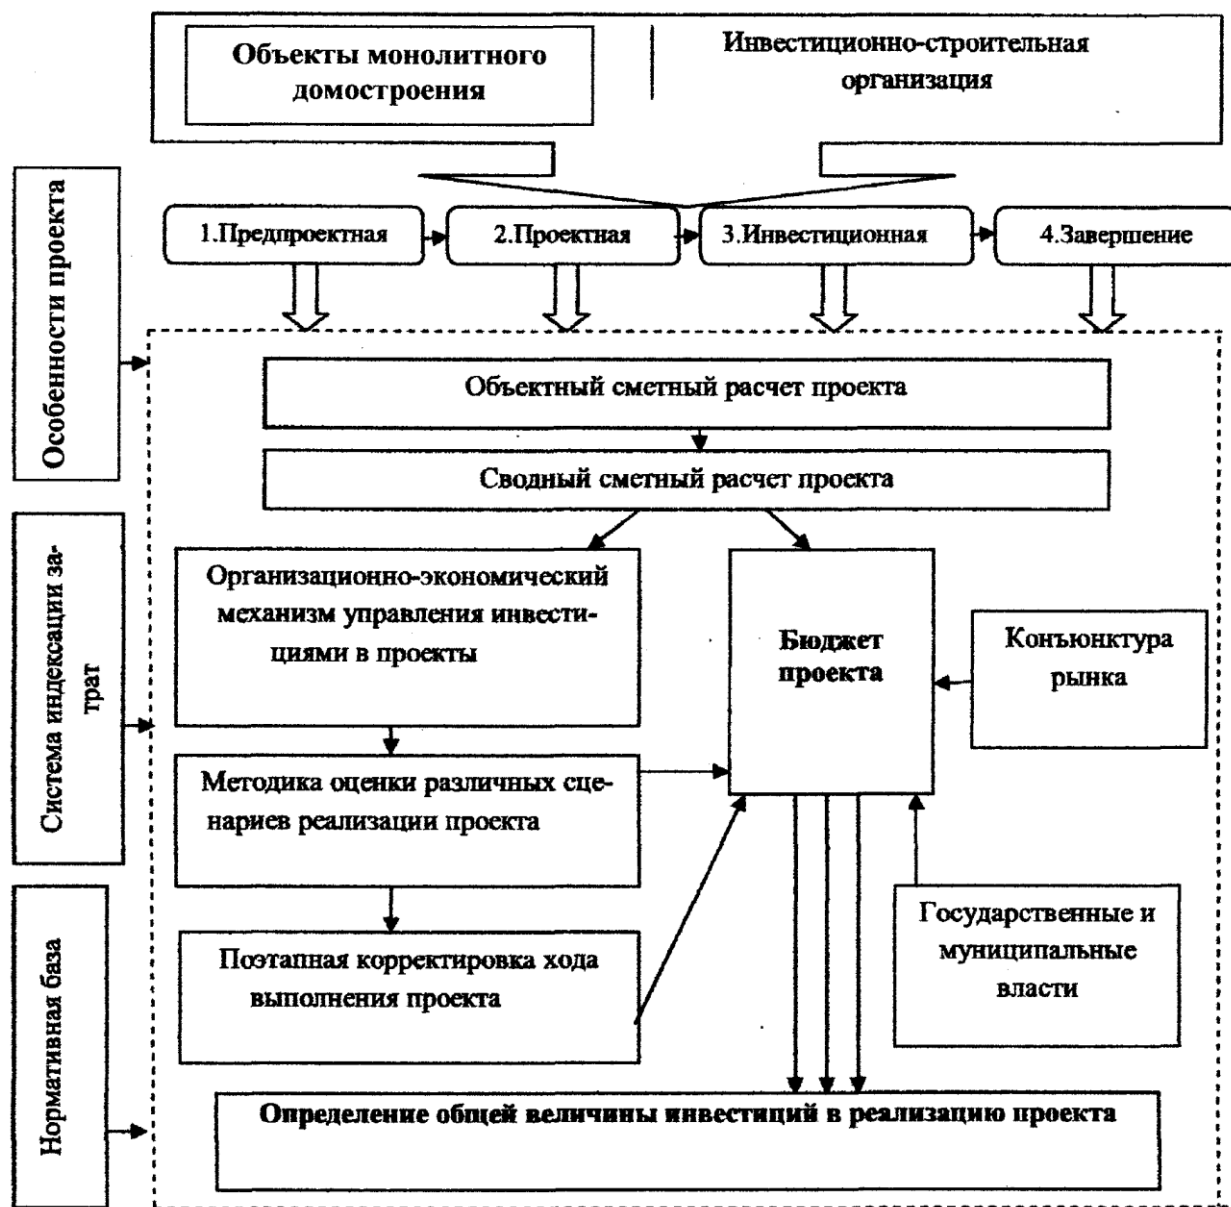 Объекты монолитного
домостроения
Инвестиционно-строительная
организация
Особенности проекта
1.Предпроектная
2.Проектная
3.Инвестиционная
4.Завершение
Объектный сметный расчет проекта
Сводный сметный расчет проекта
Система индексации за-
трат
Организационно-экономический
механизм управления инвести-
циями в проекты
Бюджет
проекта
Конъюнктура
рынка
Методика оценки различных сце-
нариев реализации проекта
Нормативная база
Поэтапная корректировка хода
выполнения проекта
Государственные и
муниципальные
власти
Определение общей величины инвестиций в реализацию проекта